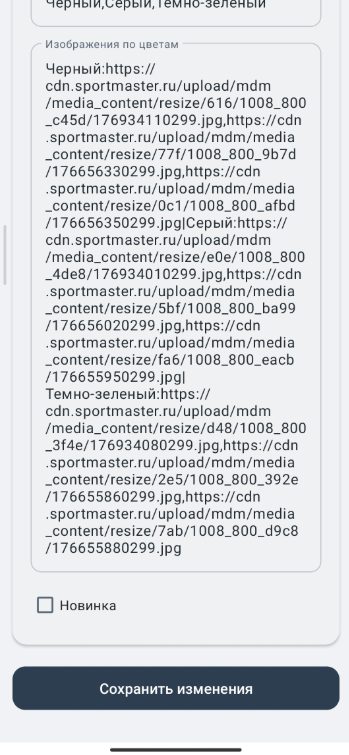 Черный,Серый,Темно-зеленый
Изображения по цветам
Черный:https://
cdn.sportmaster.ru/upload/mdm
/media_content/resize/616/1008_800
_c45d/176934110299.jpg,https://cdn
.sportmaster.ru/upload/mdm/media
_content/resize/77f/1008_800_9b7d
/176656330299.jpg,https://cdn
.sportmaster.ru/upload/mdm/media
_content/resize/0c1/1008_800_afbd
/176656350299.jpg|Серый:https://
cdn.sportmaster.ru/upload/mdm
/media_content/resize/e0e/1008_800
_4de8/176934010299.jpg,https://cdn
.sportmaster.ru/upload/mdm/media
_content/resize/5bf/1008_800_ba99
/176656020299.jpg,https://cdn
.sportmaster.ru/upload/mdm/media
_content/resize/fa6/1008_800_eacb
/176655950299.jpg|
Темно-зеленый:https://
cdn.sportmaster.ru/upload/mdm
/media_content/resize/d48/1008_800
_3f4e/176934080299.jpg,https://cdn
.sportmaster.ru/upload/mdm/media
_content/resize/2e5/1008_800_392e
/176655860299.jpg,https://cdn
.sportmaster.ru/upload/mdm/media
_content/resize/7ab/1008_800_d9c8
/176655880299.jpg
Новинка
Сохранить изменения